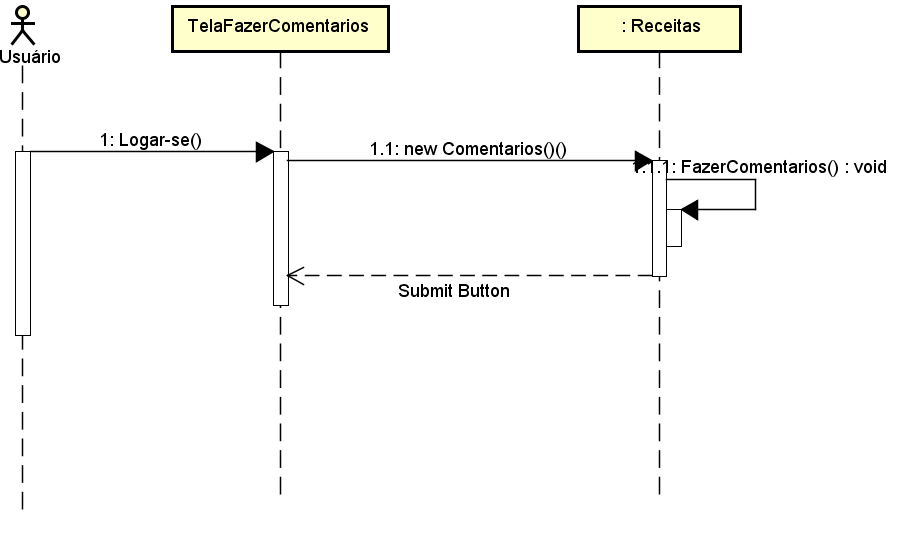 TelaFazerComentarios
: Receitas
Usuário
1: Logar-se()
1.1: new Comentarios()()
1.1.1: FazerComentarios() : void
Submit Button